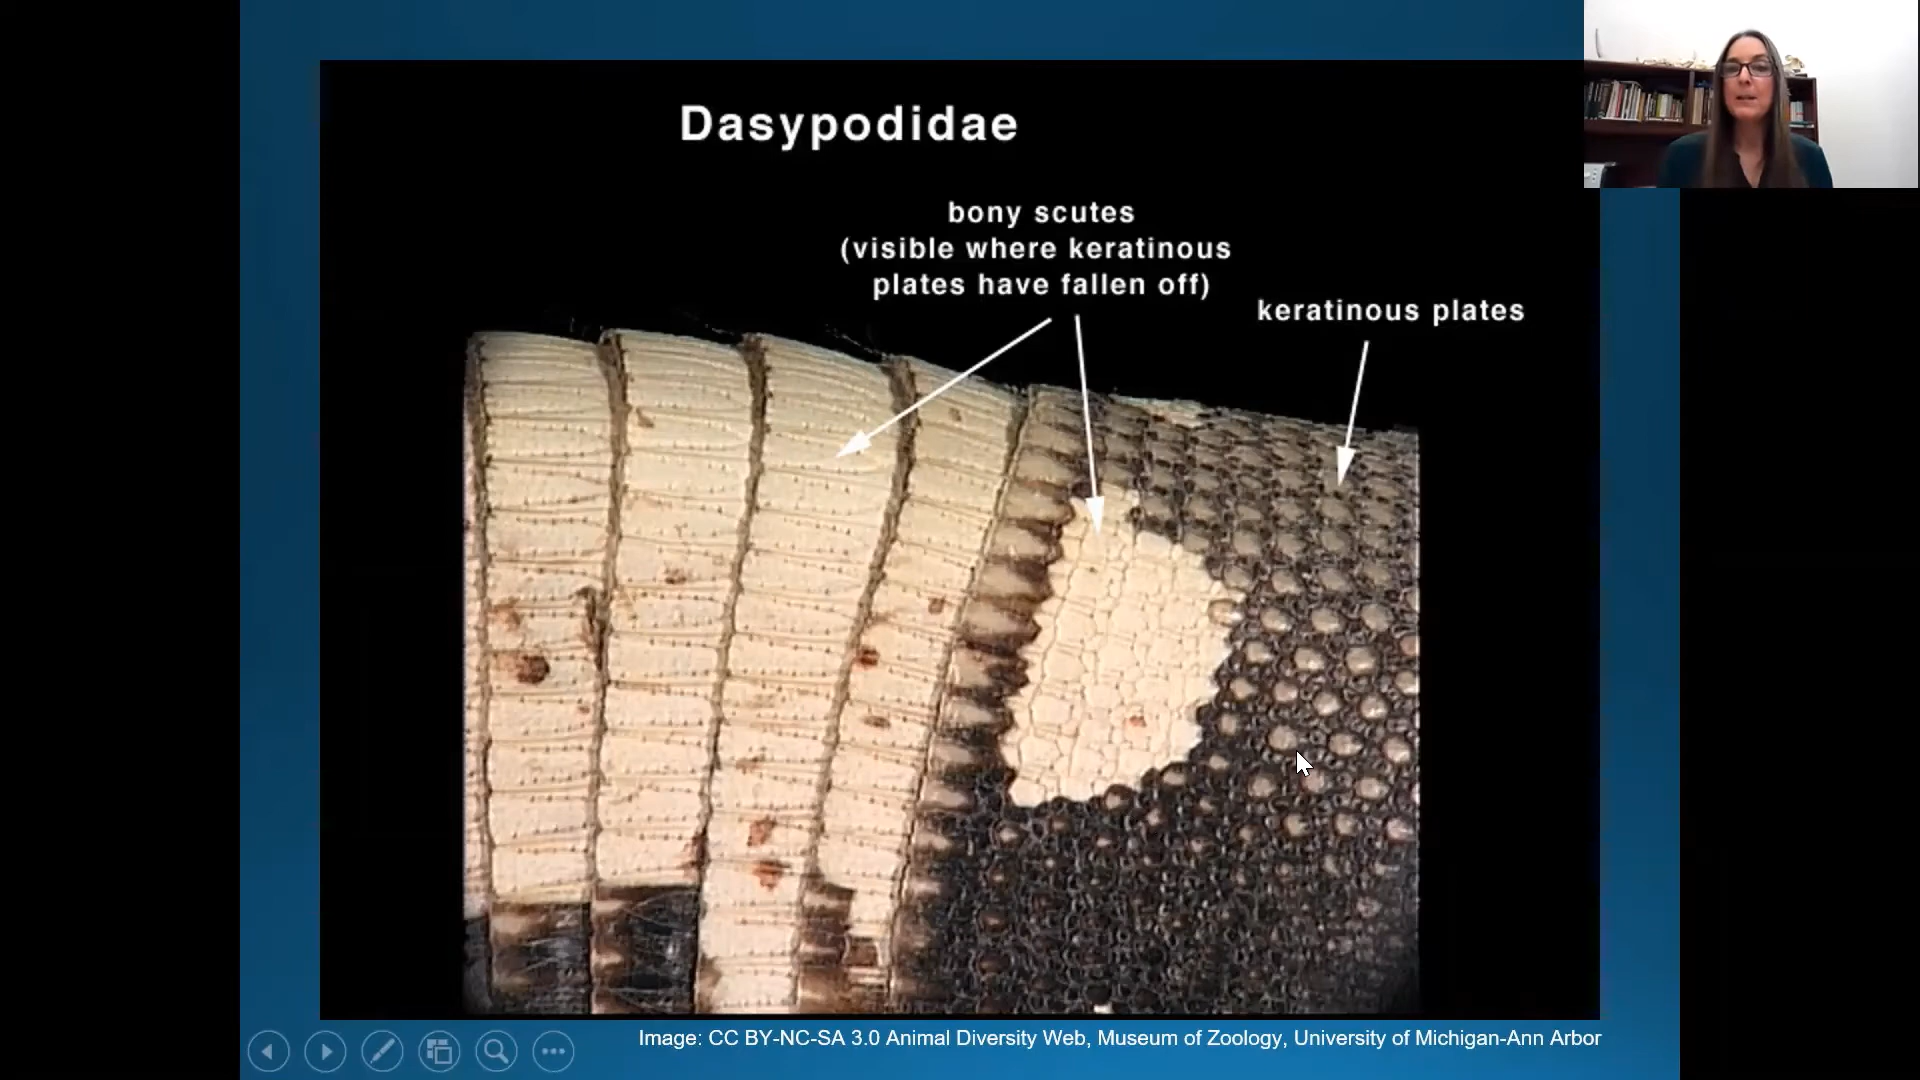 Dasypodidae
bony scutes
(visible where keratinous
plates have fallen off)
keratinous plates
Image: CC BY-NC-SA 3.0 Animal Diversity Web, Museum of Zoology, University of Michigan-Ann Arbor